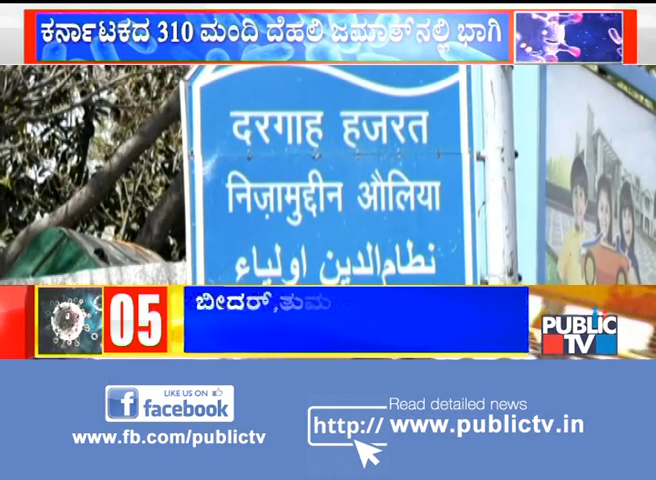 ಕರ್ನಾಟಕದ 310 ಮಂದಿ ದೆಹಲಿ ಜಮಾತ್‌ನಲ್ಲಿ ಭಾಗಿ
दरगाह हजरत
निज़ामुद्दीन औलिया
نظام الدین اولیاء
05
ಬೀದರ್,ತುಮ
PUBLIC
TV
LIKE US ON
facebook
www.fb.com/publictv
Read detailed news
http:// www.publictv.in